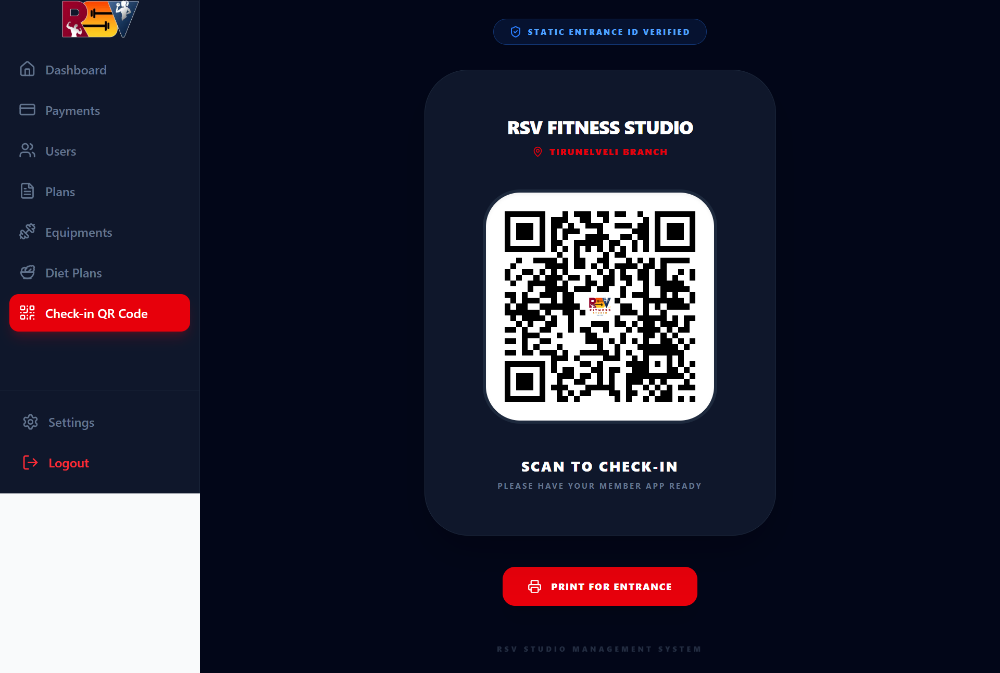 RSV
Dashboard
Payments
Users
Plans
Equipments
Diet Plans
Check-in QR Code
Settings
Logout
STATIC ENTRANCE ID VERIFIED
RSV FITNESS STUDIO
TIRUNELVELI BRANCH
RSV
FITNESS
STUDIO
SCAN TO CHECK-IN
PLEASE HAVE YOUR MEMBER APP READY
PRINT FOR ENTRANCE
RSV STUDIO MANAGEMENT SYSTEM